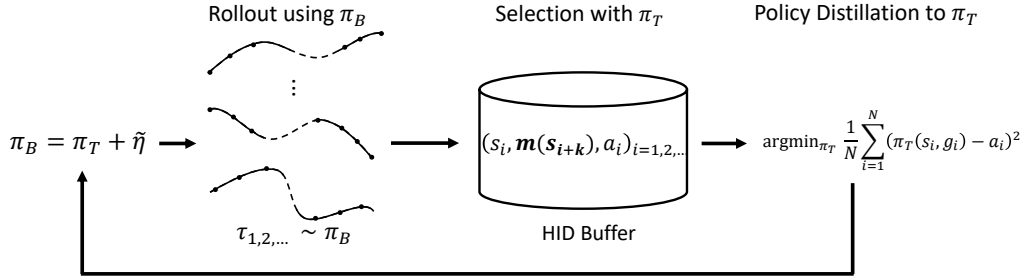 Rollout using π_B
Selection with π_T
Policy Distillation to π_T
⋮
π_B = π_T + η̃
(s_i, m(s_{i+k}), a_i)_{i=1,2,..}
argmin_{π_T} 1/N ∑_{i=1}^{N} (π_T(s_i, g_i) − a_i)²
τ_{1,2,...} ~ π_B
HID Buffer